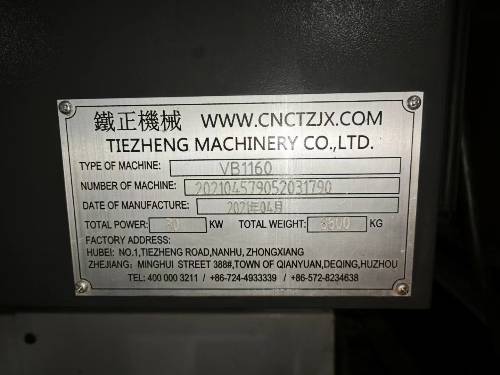 鐵正機械 WWW.CNCTZJX.COM
TIEZHENG MACHINERY CO.,LTD.
TYPE OF MACHINE: VB1160
NUMBER OF MACHINE: 202104579052031790
DATE OF MANUFACTURE: 2021年04月
TOTAL POWER: KW TOTAL WEIGHT: KG
FACTORY ADDRESS:
HUBEI: NO.1,TIEZHENG ROAD,NANHU, ZHONGXIANG
ZHEJIANG; MINGHUI STREET 388#,TOWN OF QIANYUAN,DEQING,HUZHOU
TEL: 400 000 3211 / +86-724-4933339 / +86-572-8234638